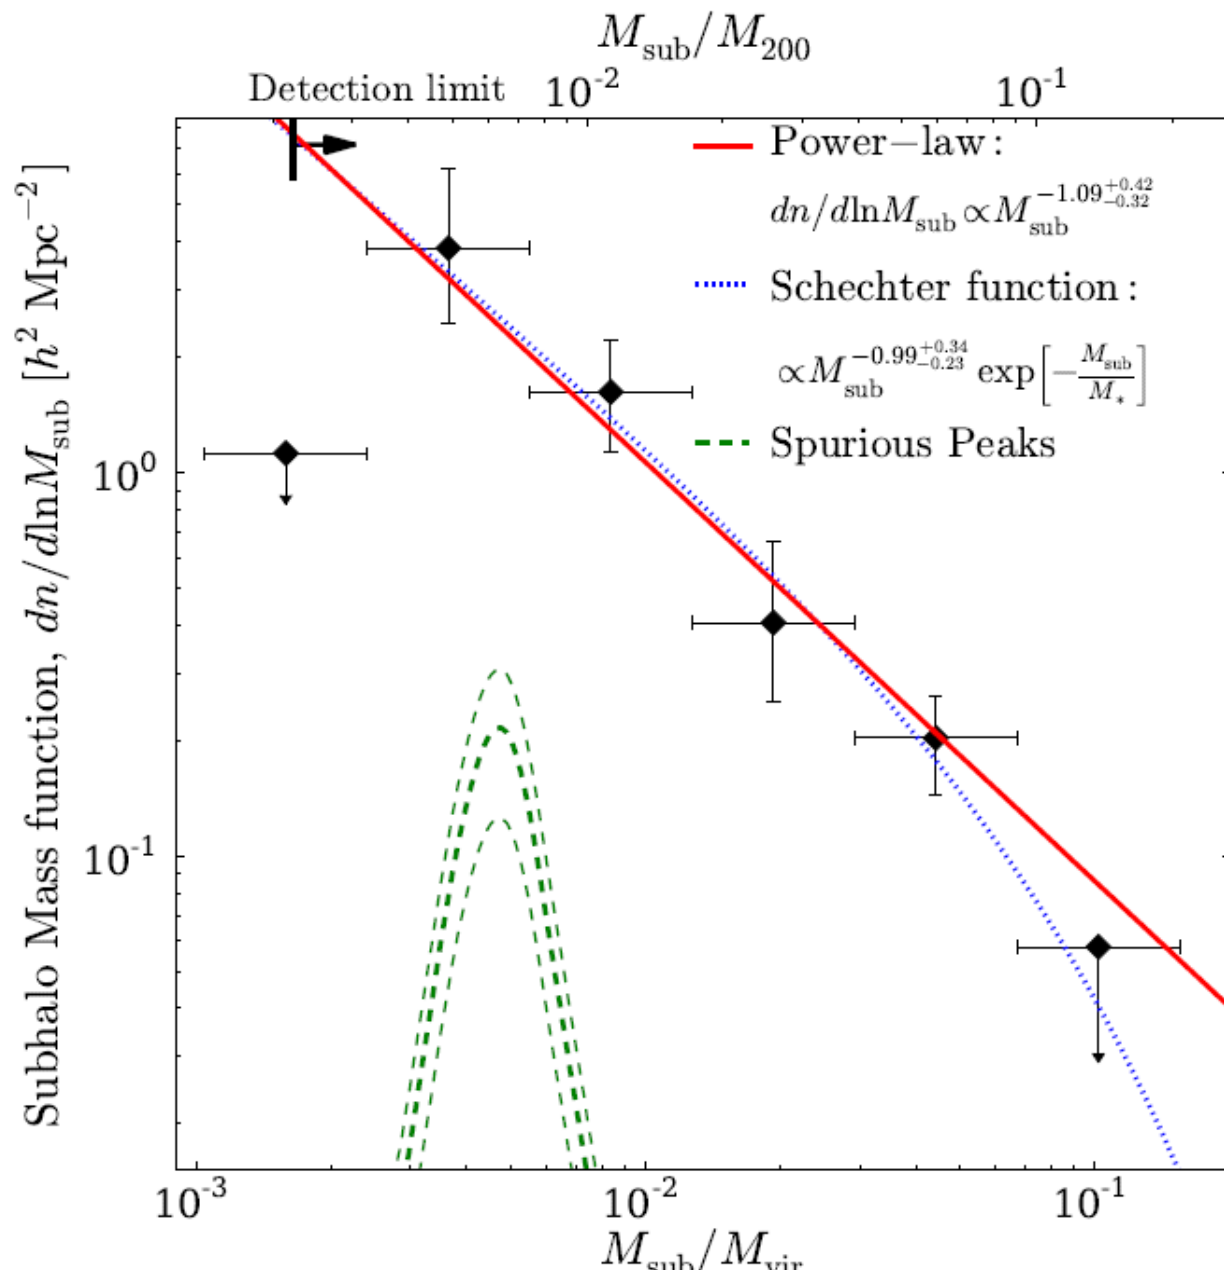 M_sub/M_200
Detection limit 10^-2 10^-1
Power−law:
dn/dlnM_sub ∝ M_sub^-1.09^+0.42_-0.32
Schechter function:
∝ M_sub^-0.99^+0.34_-0.23 exp[−M_sub/M_*]
Spurious Peaks
Subhalo Mass function, dn/dlnM_sub [h^2 Mpc^−2]
10^0
10^-1
10^-3 10^-2 10^-1
M_sub/M_vir